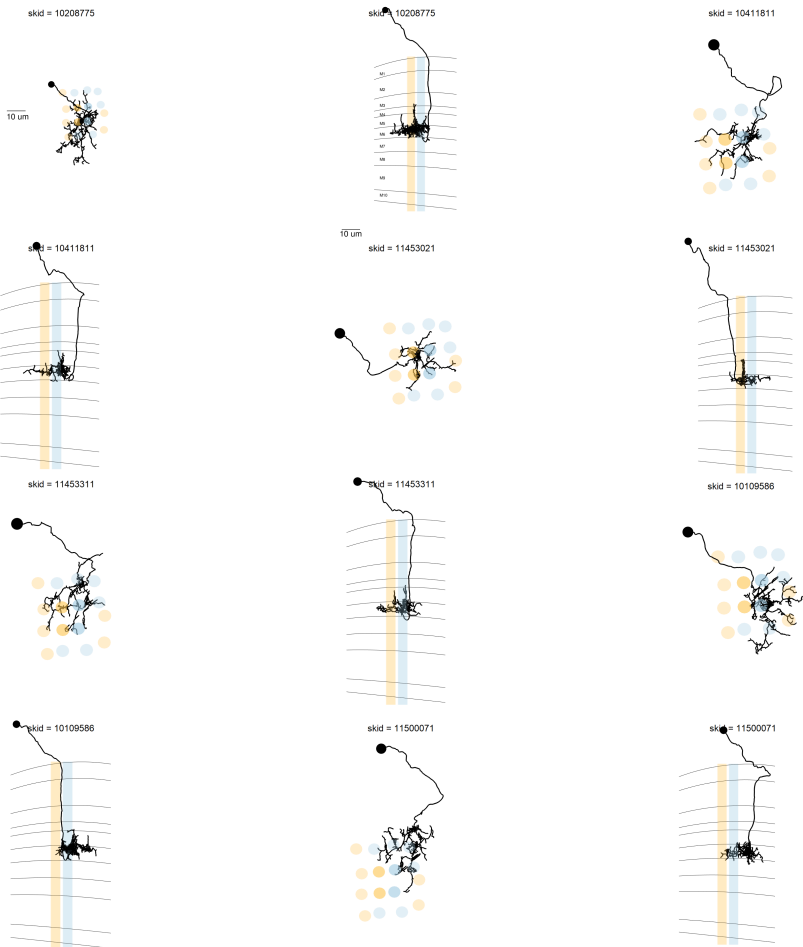 skid = 10208775
skid = 10208775
skid = 10411811
M1
M2
M3
M4
M5
M6
M7
M8
M9
M10
10 um
10 um
skid = 10411811
skid = 11453021
skid = 11453021
skid = 11453311
skid = 11453311
skid = 10109586
skid = 10109586
skid = 11500071
skid = 11500071